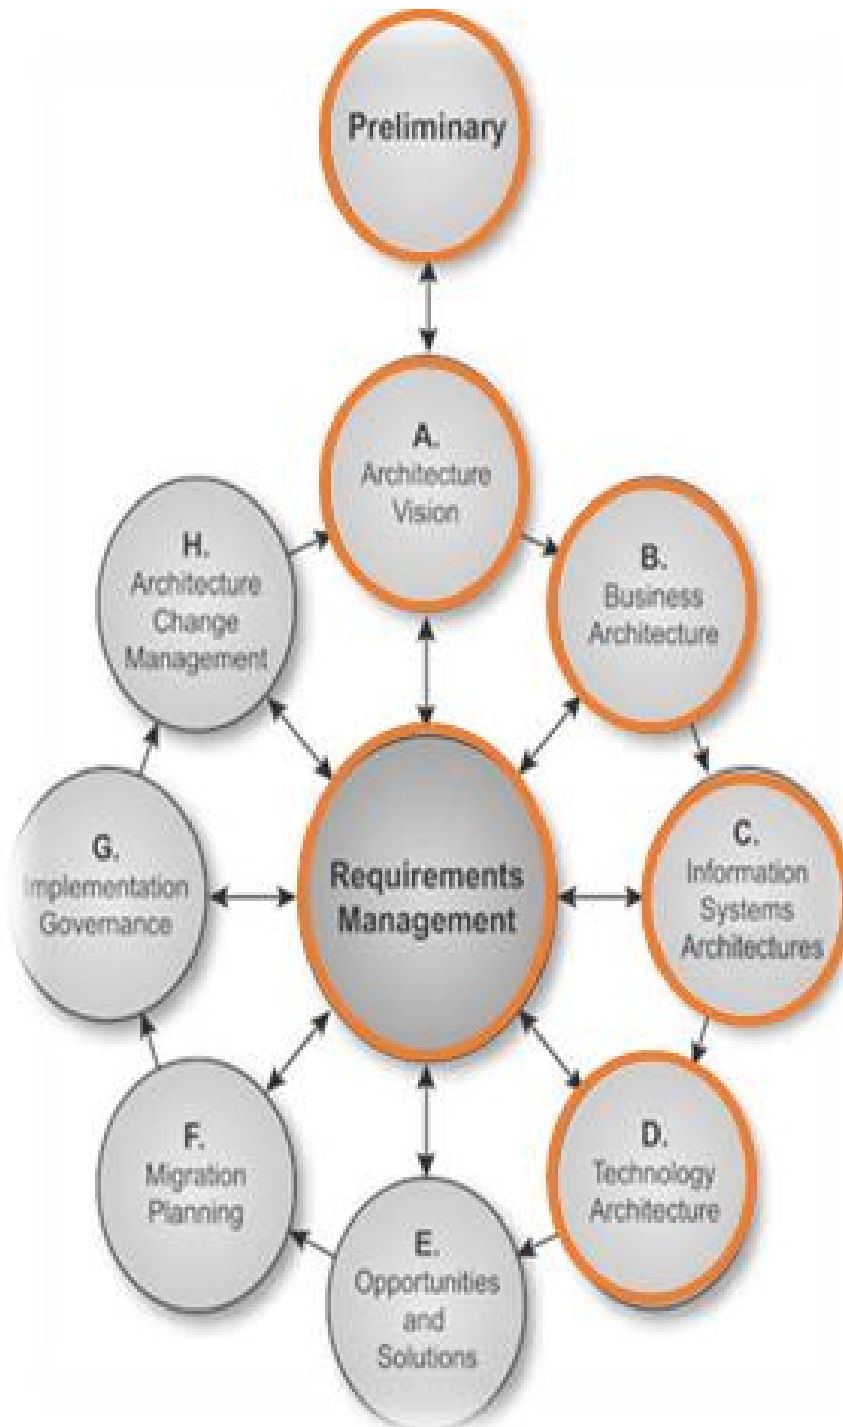 Preliminary
A.
Architecture
Vision
B.
Business
Architecture
C.
Information
Systems
Architectures
D.
Technology
Architecture
E.
Opportunities
and
Solutions
F.
Migration
Planning
G.
Implementation
Governance
H.
Architecture
Change
Management
Requirements
Management